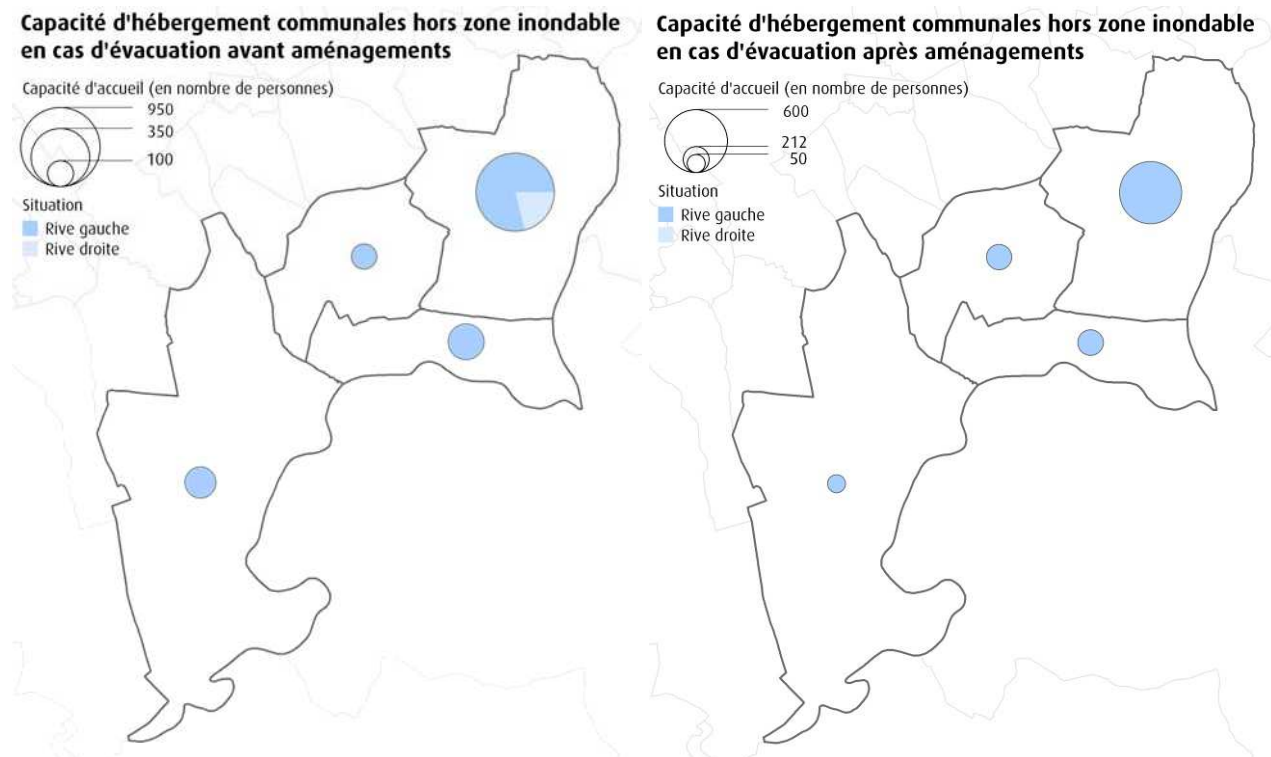 Capacité d'hébergement communales hors zone inondable
en cas d'évacuation avant aménagements
Capacité d'accueil (en nombre de personnes)
950
350
100
Situation
Rive gauche
Rive droite
Capacité d'hébergement communales hors zone inondable
en cas d'évacuation après aménagements
Capacité d'accueil (en nombre de personnes)
600
212
50
Situation
Rive gauche
Rive droite